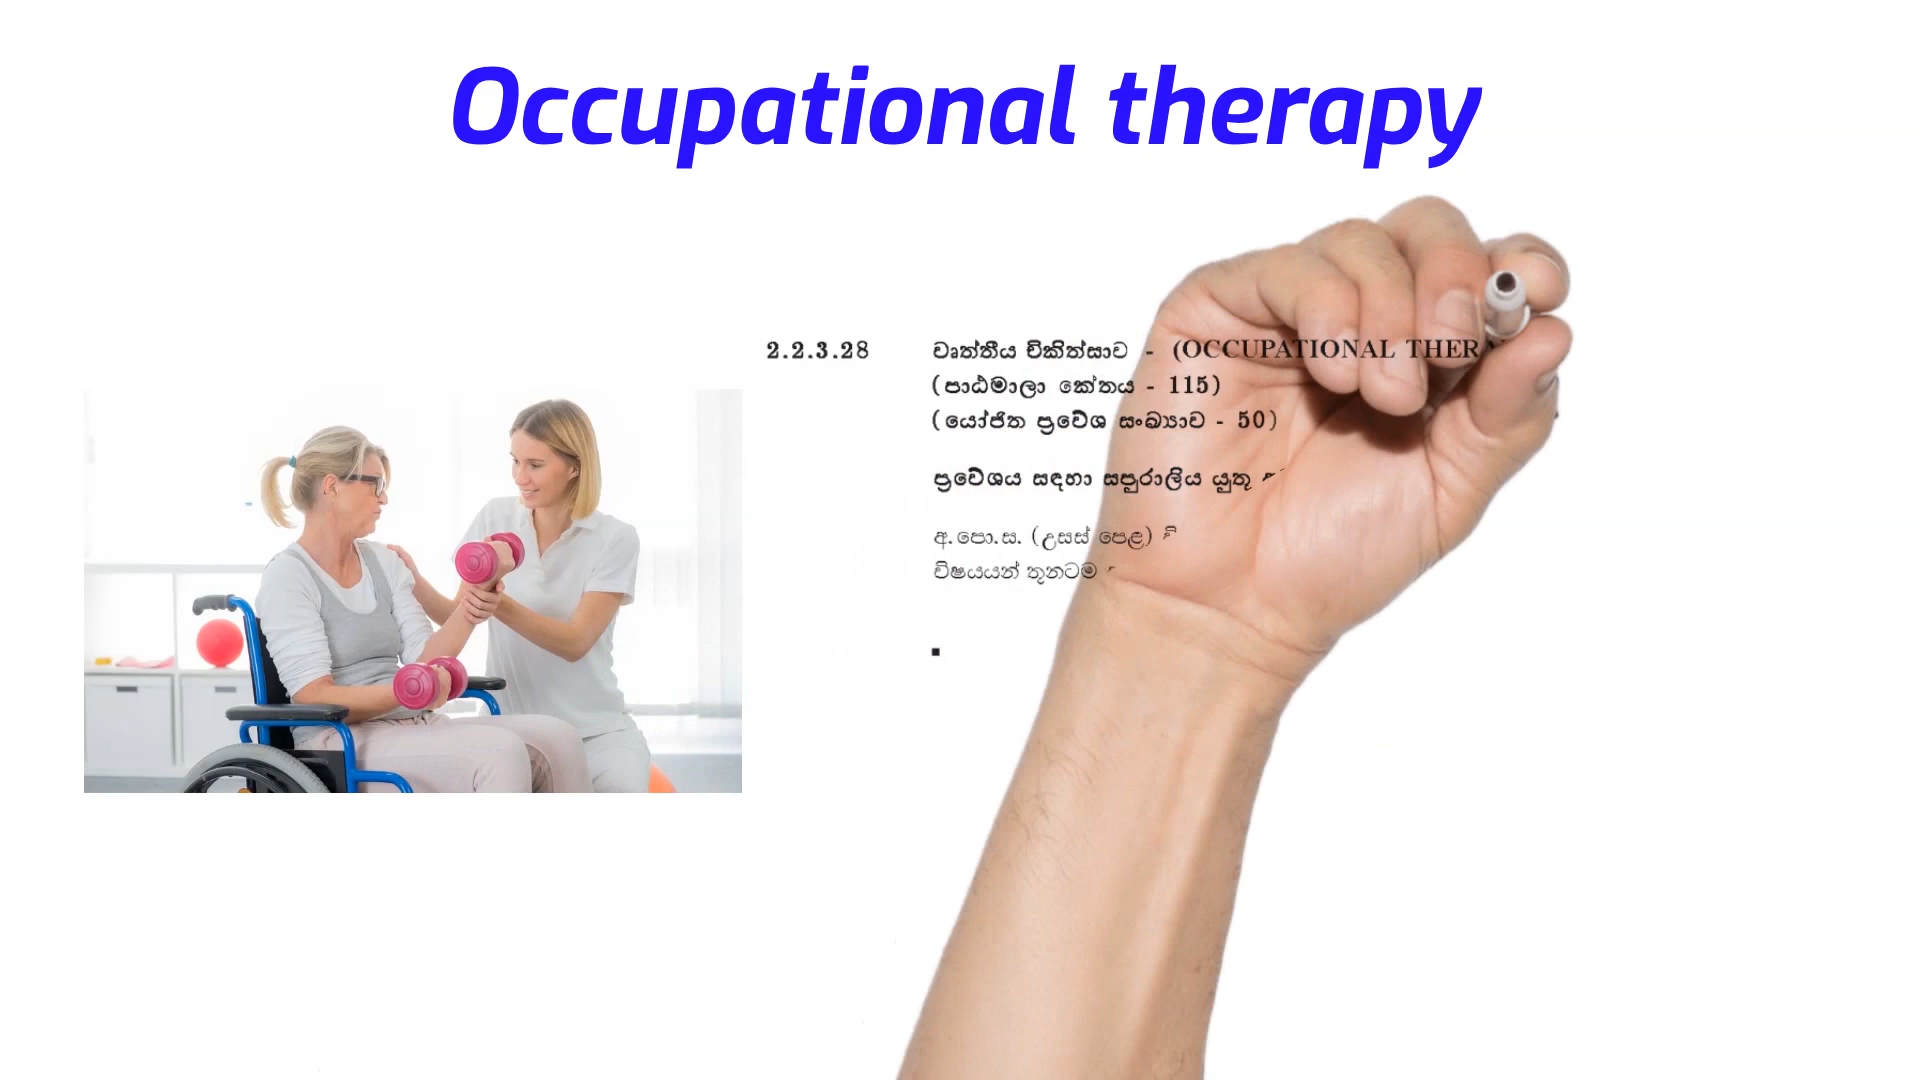 Occupational therapy
2.2.3.28 වෘත්තීය චිකිත්සාව - (OCCUPATIONAL THERA
(පාඨමාලා කේතය - 115)
(යෝජිත ප්‍රවේශ සංඛ්‍යාව - 50)
ප්‍රවේශය සඳහා සපුරාලිය යුතු
අ.පො.ස. (උසස් පෙළ)
විෂයයන් තුනටම